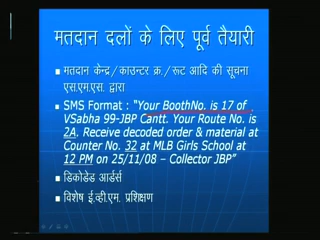 मतदान दलों के लिए पूर्व तैयारी
मतदान केन्द्र/काउन्टर क्र./रूट आदि की सूचना
एस.एम.एस. द्वारा
SMS Format : “Your BoothNo. is 17 of
VSabha 99-JBP Cantt. Your Route No. is
2A. Receive decoded order & material at
Counter No. 32 at MLB Girls School at
12 PM on 25/11/08 – Collector JBP”
डिकोडेड आर्डर्स
विशेष ई.व्ही.एम. प्रशिक्षण